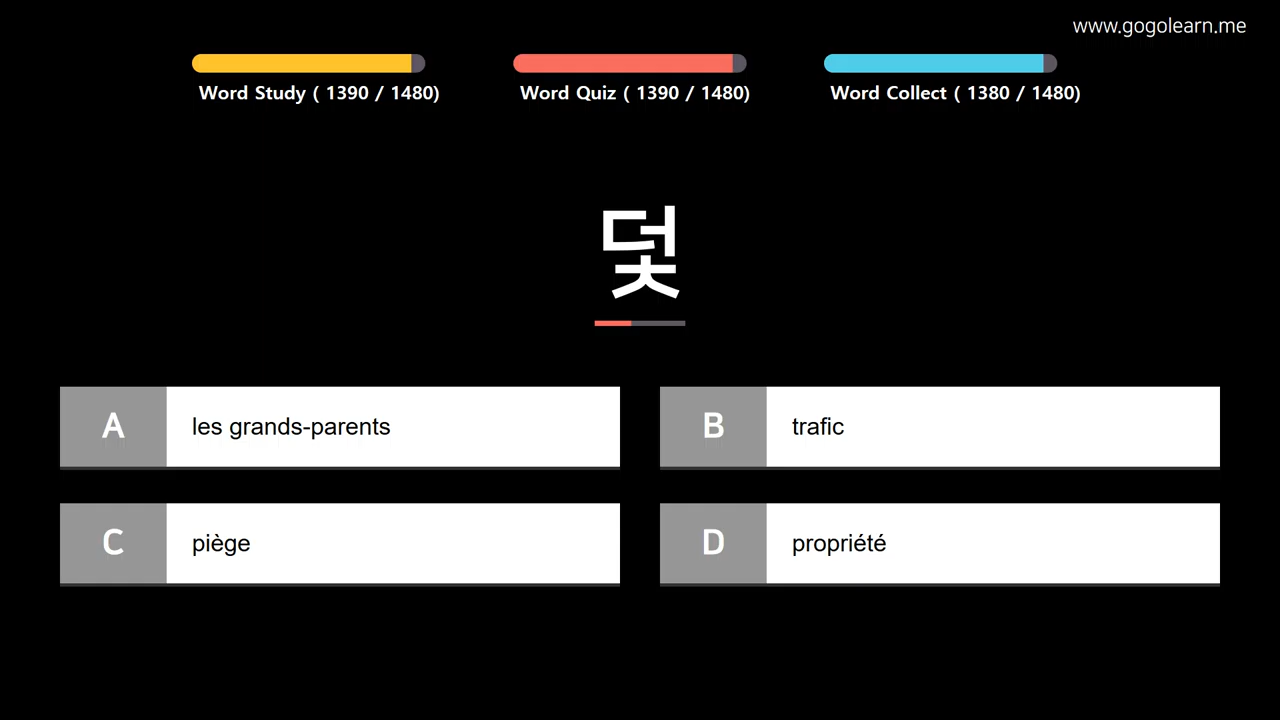 www.gogolearn.me
Word Study ( 1390 / 1480)
Word Quiz ( 1390 / 1480)
Word Collect ( 1380 / 1480)
덫
A les grands-parents
B trafic
C piège
D propriété